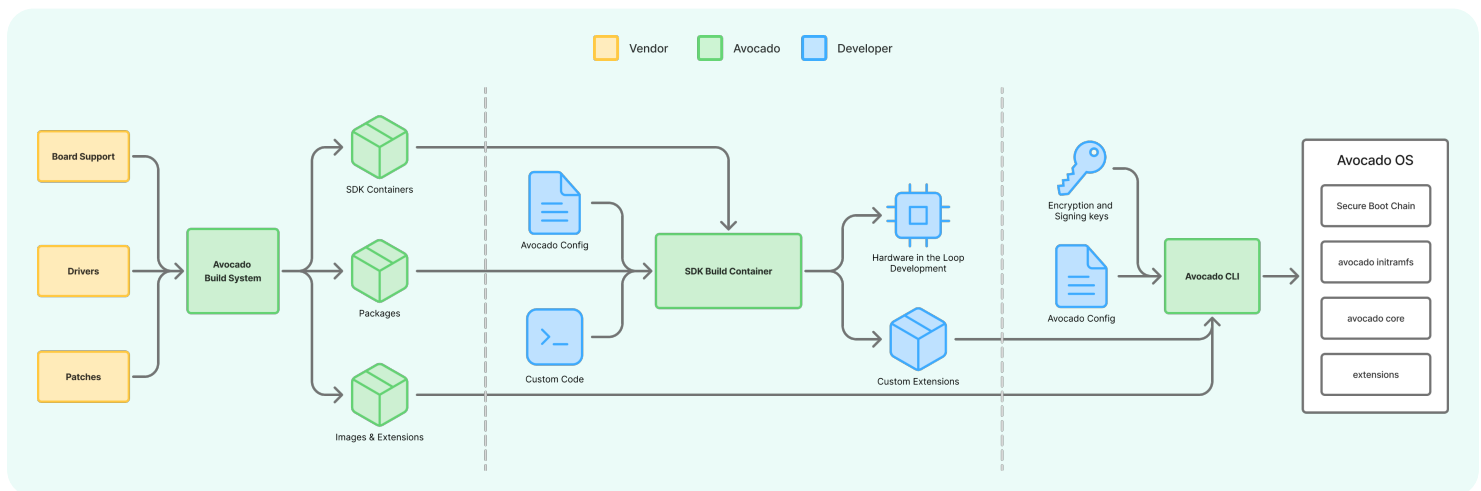 Vendor
Avocado
Developer
Board Support
Drivers
Patches
Avocado
Build System
SDK Containers
Packages
Images & Extensions
Avocado Config
Custom Code
SDK Build Container
Hardware in the Loop
Development
Custom Extensions
Encryption and
Signing keys
Avocado Config
Avocado CLI
Avocado OS
Secure Boot Chain
avocado initramfs
avocado core
extensions